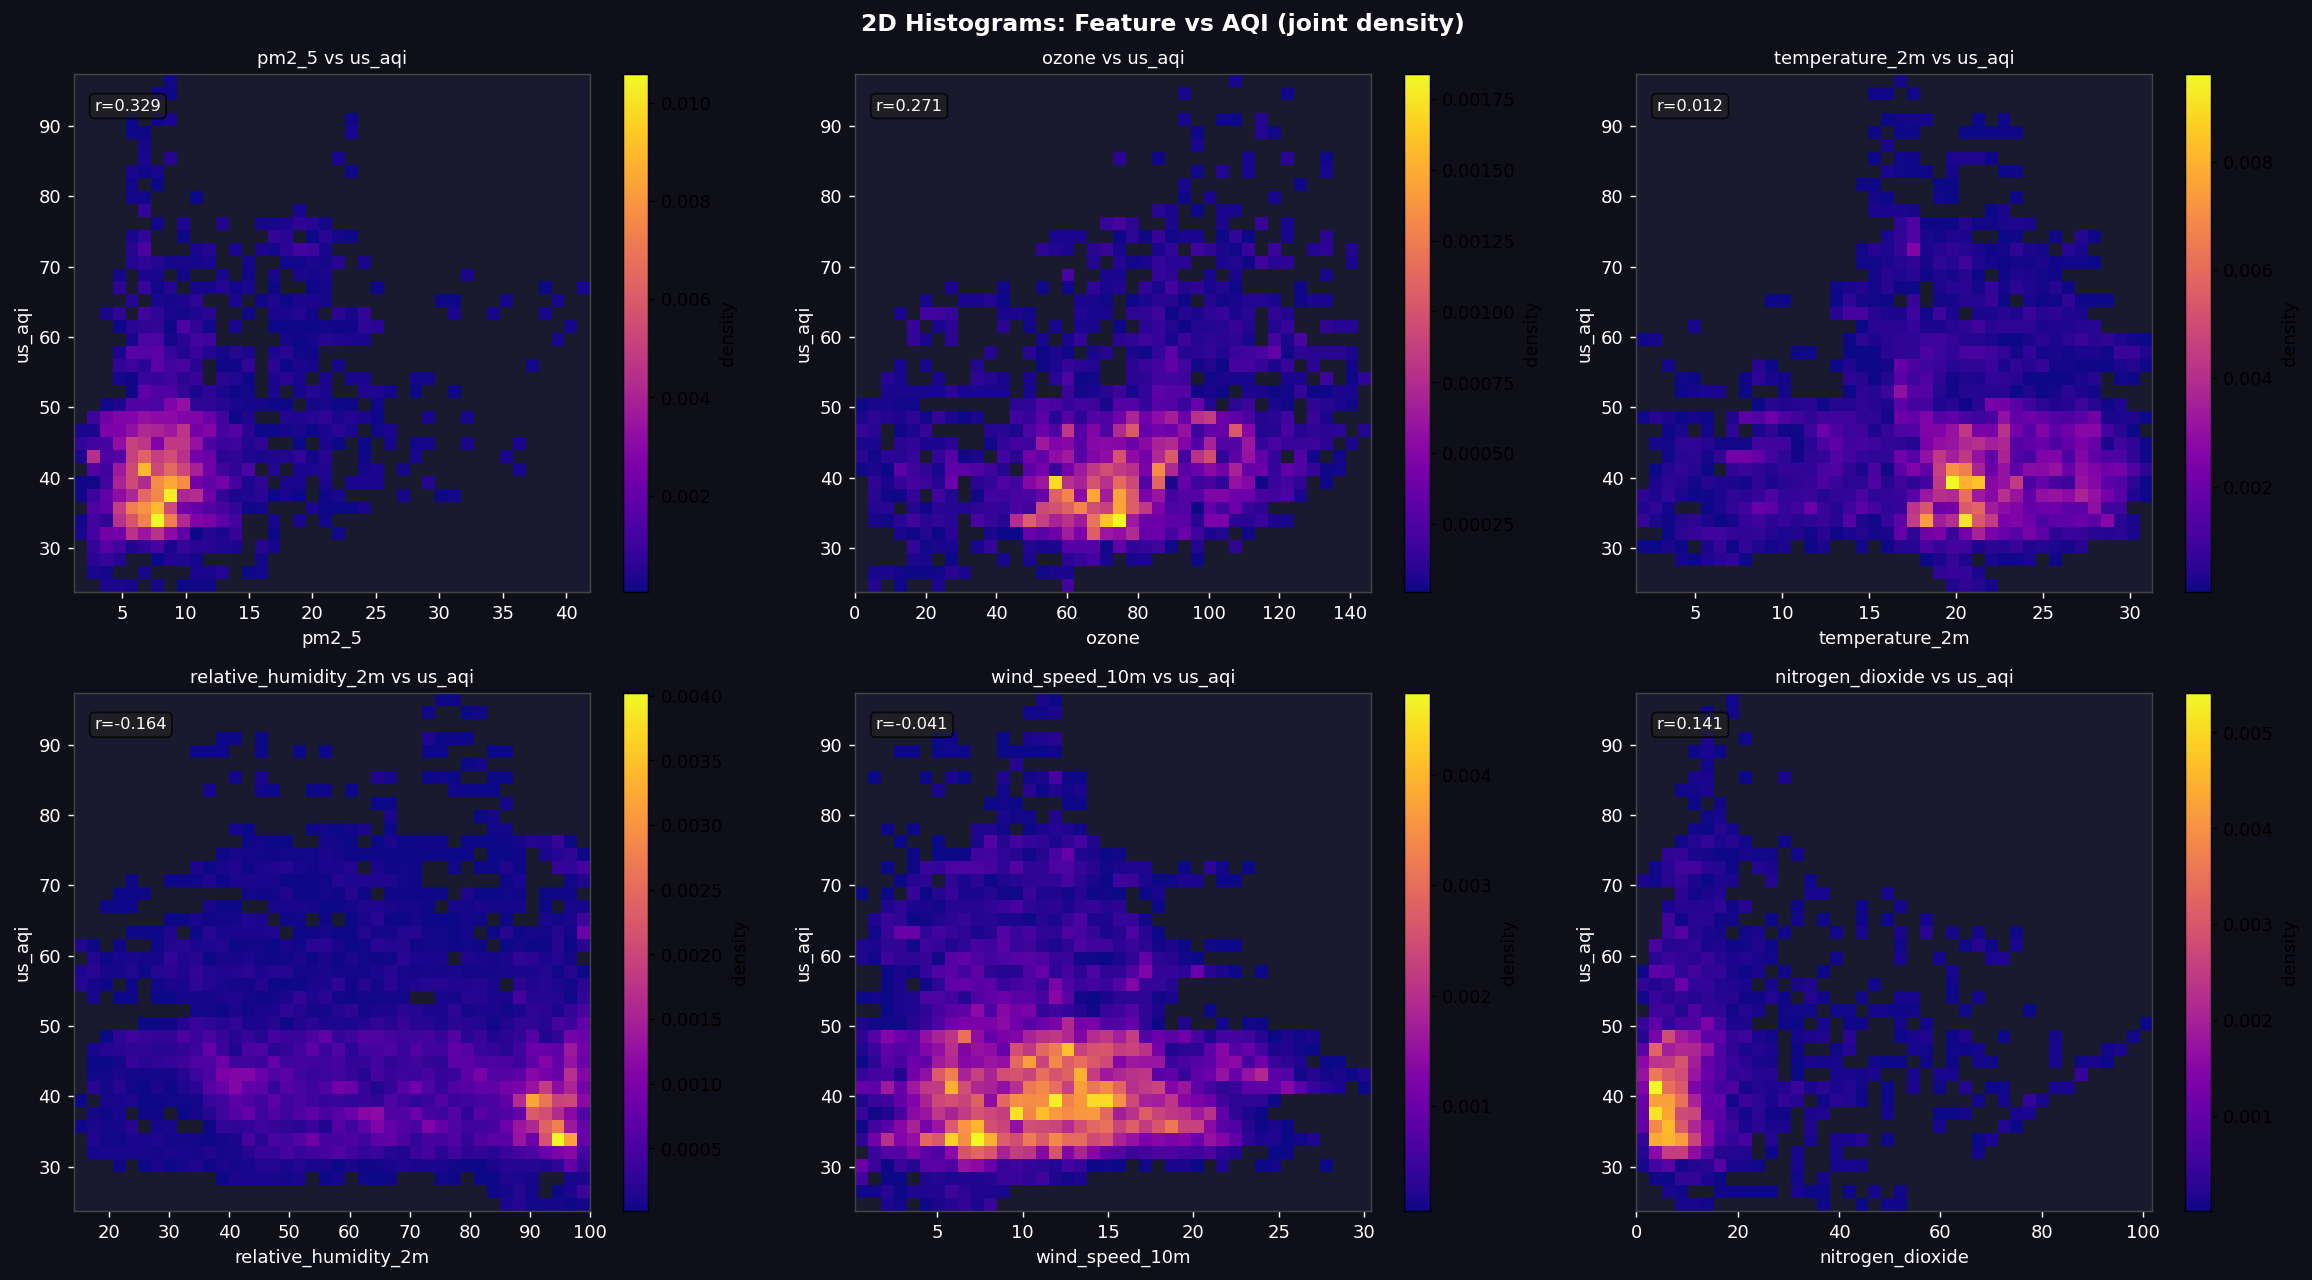 2D Histograms: Feature vs AQI (joint density)
pm2_5 vs us_aqi
r=0.329
us_aqi
90
80
70
60
50
40
30
5 10 15 20 25 30 35 40
pm2_5
0.010
0.008
0.006
0.004
0.002
density
ozone vs us_aqi
r=0.271
us_aqi
90
80
70
60
50
40
30
0 20 40 60 80 100 120 140
ozone
0.00175
0.00150
0.00125
0.00100
0.00075
0.00050
0.00025
density
temperature_2m vs us_aqi
r=0.012
us_aqi
90
80
70
60
50
40
30
5 10 15 20 25 30
temperature_2m
0.008
0.006
0.004
0.002
density
relative_humidity_2m vs us_aqi
r=-0.164
us_aqi
90
80
70
60
50
40
30
20 30 40 50 60 70 80 90 100
relative_humidity_2m
0.0040
0.0035
0.0030
0.0025
0.0020
0.0015
0.0010
0.0005
density
wind_speed_10m vs us_aqi
r=-0.041
us_aqi
90
80
70
60
50
40
30
5 10 15 20 25 30
wind_speed_10m
0.004
0.003
0.002
0.001
density
nitrogen_dioxide vs us_aqi
r=0.141
us_aqi
90
80
70
60
50
40
30
0 20 40 60 80 100
nitrogen_dioxide
0.005
0.004
0.003
0.002
0.001
density